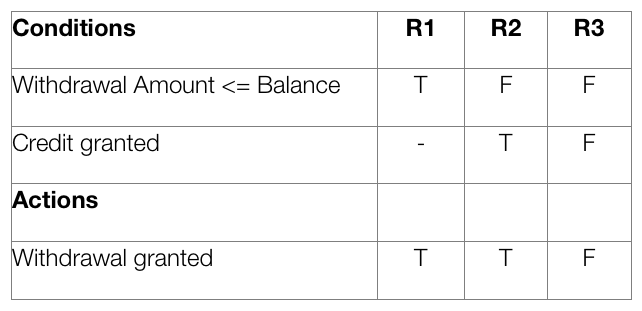 Conditions R1 R2 R3
Withdrawal Amount <= Balance T F F
Credit granted - T F
Actions
Withdrawal granted T T F